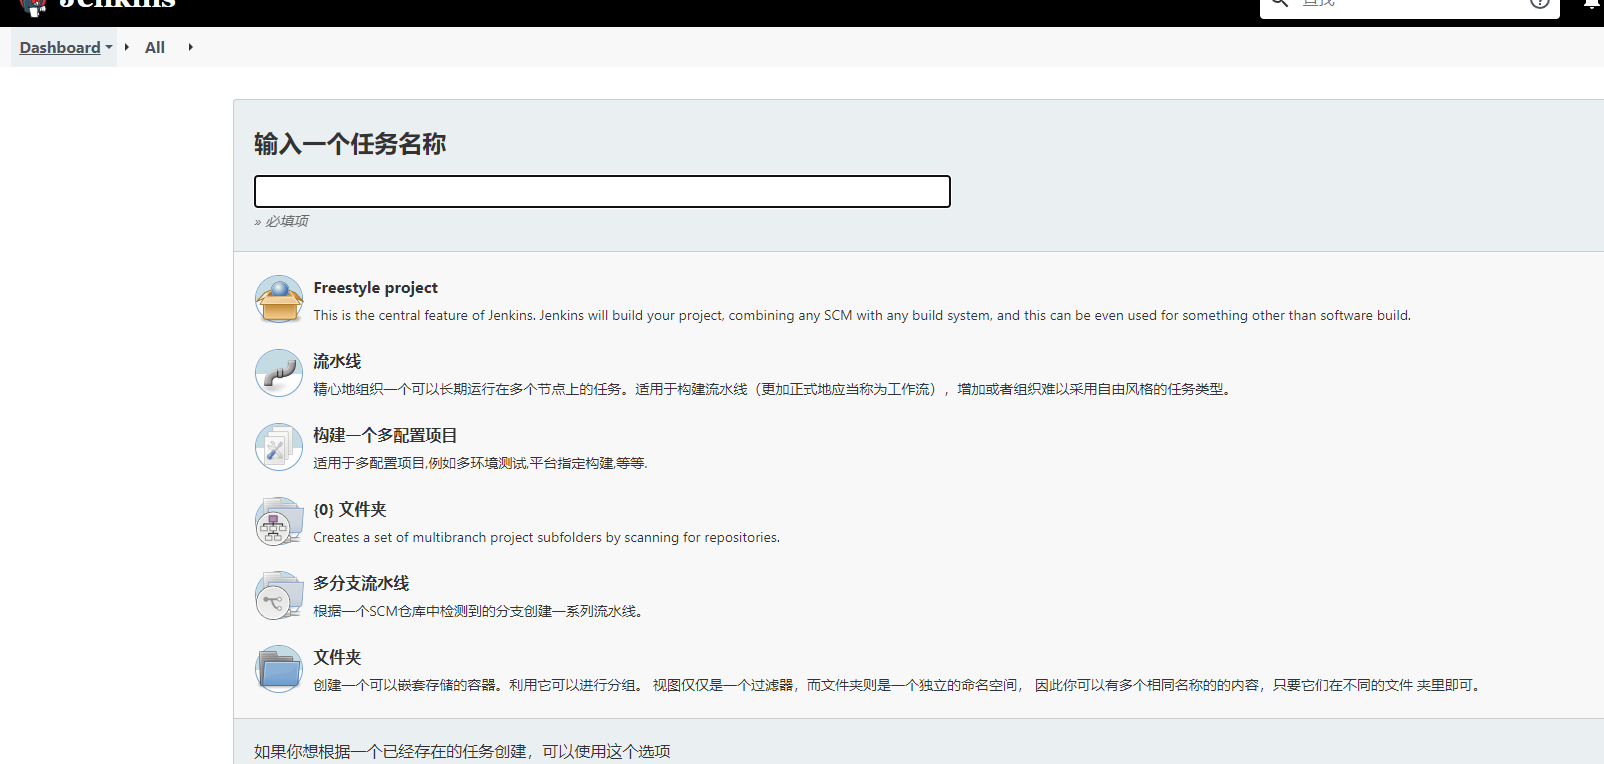 Jenkins
查找
Dashboard
All
输入一个任务名称
» 必填项
Freestyle project
This is the central feature of Jenkins. Jenkins will build your project, combining any SCM with any build system, and this can be even used for something other than software build.
流水线
精心地组织一个可以长期运行在多个节点上的任务。适用于构建流水线（更加正式地应当称为工作流），增加或者组织难以采用自由风格的任务类型。
构建一个多配置项目
适用于多配置项目,例如多环境测试,平台指定构建,等等.
{0} 文件夹
Creates a set of multibranch project subfolders by scanning for repositories.
多分支流水线
根据一个SCM仓库中检测到的分支创建一系列流水线。
文件夹
创建一个可以嵌套存储的容器。利用它可以进行分组。 视图仅仅是一个过滤器，而文件夹则是一个独立的命名空间， 因此你可以有多个相同名称的的内容，只要它们在不同的文件 夹里即可。
如果你想根据一个已经存在的任务创建，可以使用这个选项